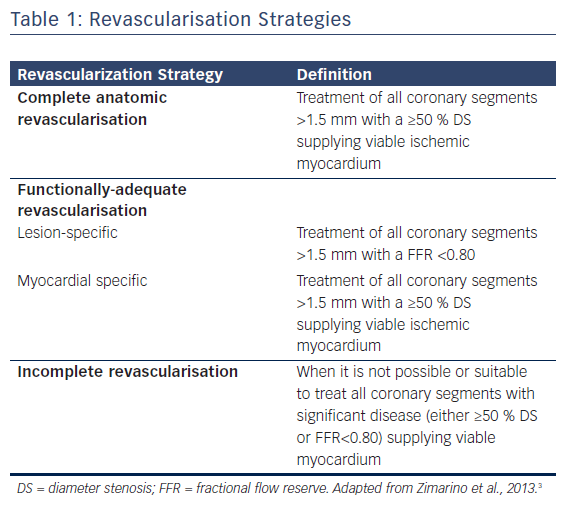 Table 1: Revascularisation Strategies
Revascularization Strategy Definition
Complete anatomic Treatment of all coronary segments
revascularisation >1.5 mm with a ≥50 % DS
supplying viable ischemic
myocardium
Functionally-adequate
revascularisation
Lesion-specific Treatment of all coronary segments
>1.5 mm with a FFR <0.80
Myocardial specific Treatment of all coronary segments
>1.5 mm with a ≥50 % DS
supplying viable ischemic
myocardium
Incomplete revascularisation When it is not possible or suitable
to treat all coronary segments with
significant disease (either ≥50 % DS
or FFR<0.80) supplying viable
myocardium
DS = diameter stenosis; FFR = fractional flow reserve. Adapted from Zimarino et al., 2013.³